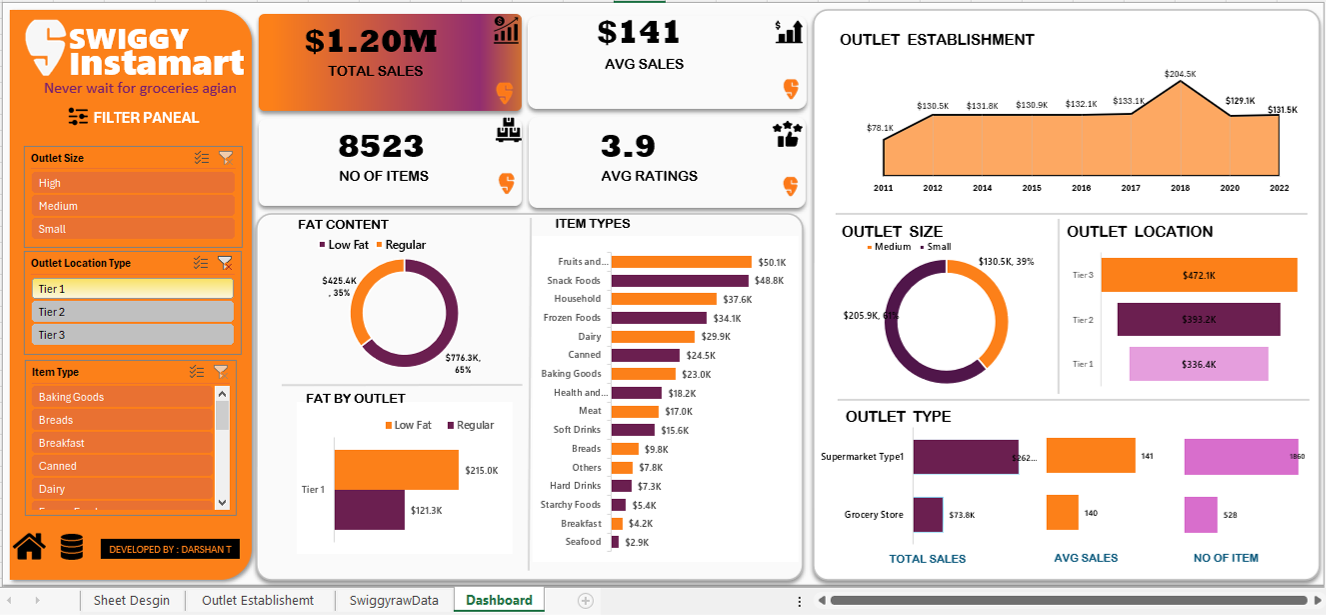 SWIGGY
Instamart
Never wait for groceries agian
FILTER PANEAL
Outlet Size
High
Medium
Small
Outlet Location Type
Tier 1
Tier 2
Tier 3
Item Type
Baking Goods
Breads
Breakfast
Canned
Dairy
DEVELOPED BY : DARSHAN T
$1.20M
TOTAL SALES
$141
AVG SALES
8523
NO OF ITEMS
3.9
AVG RATINGS
FAT CONTENT
Low Fat Regular
$425.4K
, 35%
$776.3K,
65%
FAT BY OUTLET
Low Fat Regular
Tier 1
$215.0K
$121.3K
ITEM TYPES
Fruits and... $50.1K
Snack Foods $48.8K
Household $37.6K
Frozen Foods $34.1K
Dairy $29.9K
Canned $24.5K
Baking Goods $23.0K
Health and... $18.2K
Meat $17.0K
Soft Drinks $15.6K
Breads $9.8K
Others $7.8K
Hard Drinks $7.3K
Starchy Foods $5.4K
Breakfast $4.2K
Seafood $2.9K
OUTLET ESTABLISHMENT
$78.1K $130.5K $131.8K $130.9K $132.1K $133.1K $204.5K $129.1K $131.5K
2011 2012 2014 2015 2016 2017 2018 2020 2022
OUTLET SIZE
Medium Small
$130.5K, 39%
$205.9K, 61%
OUTLET LOCATION
Tier 3 $472.1K
Tier 2 $393.2K
Tier 1 $336.4K
OUTLET TYPE
Supermarket Type1 $262... 141 1860
Grocery Store $73.8K 140 528
TOTAL SALES AVG SALES NO OF ITEM
Sheet Desgin Outlet Establishemt SwiggyrawData Dashboard